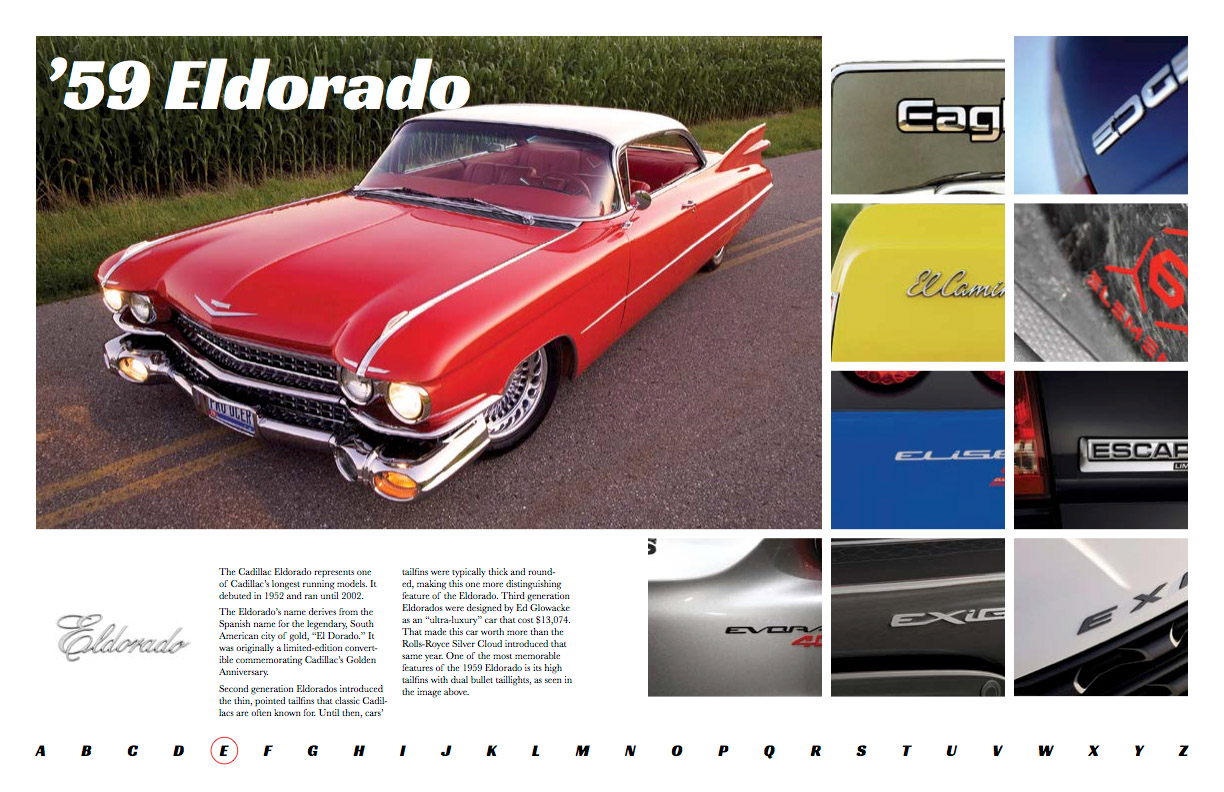 ’59 Eldorado
PRO DCER
Eagl
EDGE
El Camin
ELEMEN
ELISE
ESCAP
LIM
Eldorado
The Cadillac Eldorado represents one
of Cadillac’s longest running models. It
debuted in 1952 and ran until 2002.
The Eldorado’s name derives from the
Spanish name for the legendary, South
American city of gold, “El Dorado.” It
was originally a limited-edition convert-
ible commemorating Cadillac’s Golden
Anniversary.
Second generation Eldorados introduced
the thin, pointed tailfins that classic Cadil-
lacs are often known for. Until then, cars’
tailfins were typically thick and round-
ed, making this one more distinguishing
feature of the Eldorado. Third generation
Eldorados were designed by Ed Glowacke
as an “ultra-luxury” car that cost $13,074.
That made this car worth more than the
Rolls-Royce Silver Cloud introduced that
same year. One of the most memorable
features of the 1959 Eldorado is its high
tailfins with dual bullet taillights, as seen in
the image above.
S
EVORA
40
EXIG
EXI
A B C D E F G H I J K L M N O P Q R S T U V W X Y Z